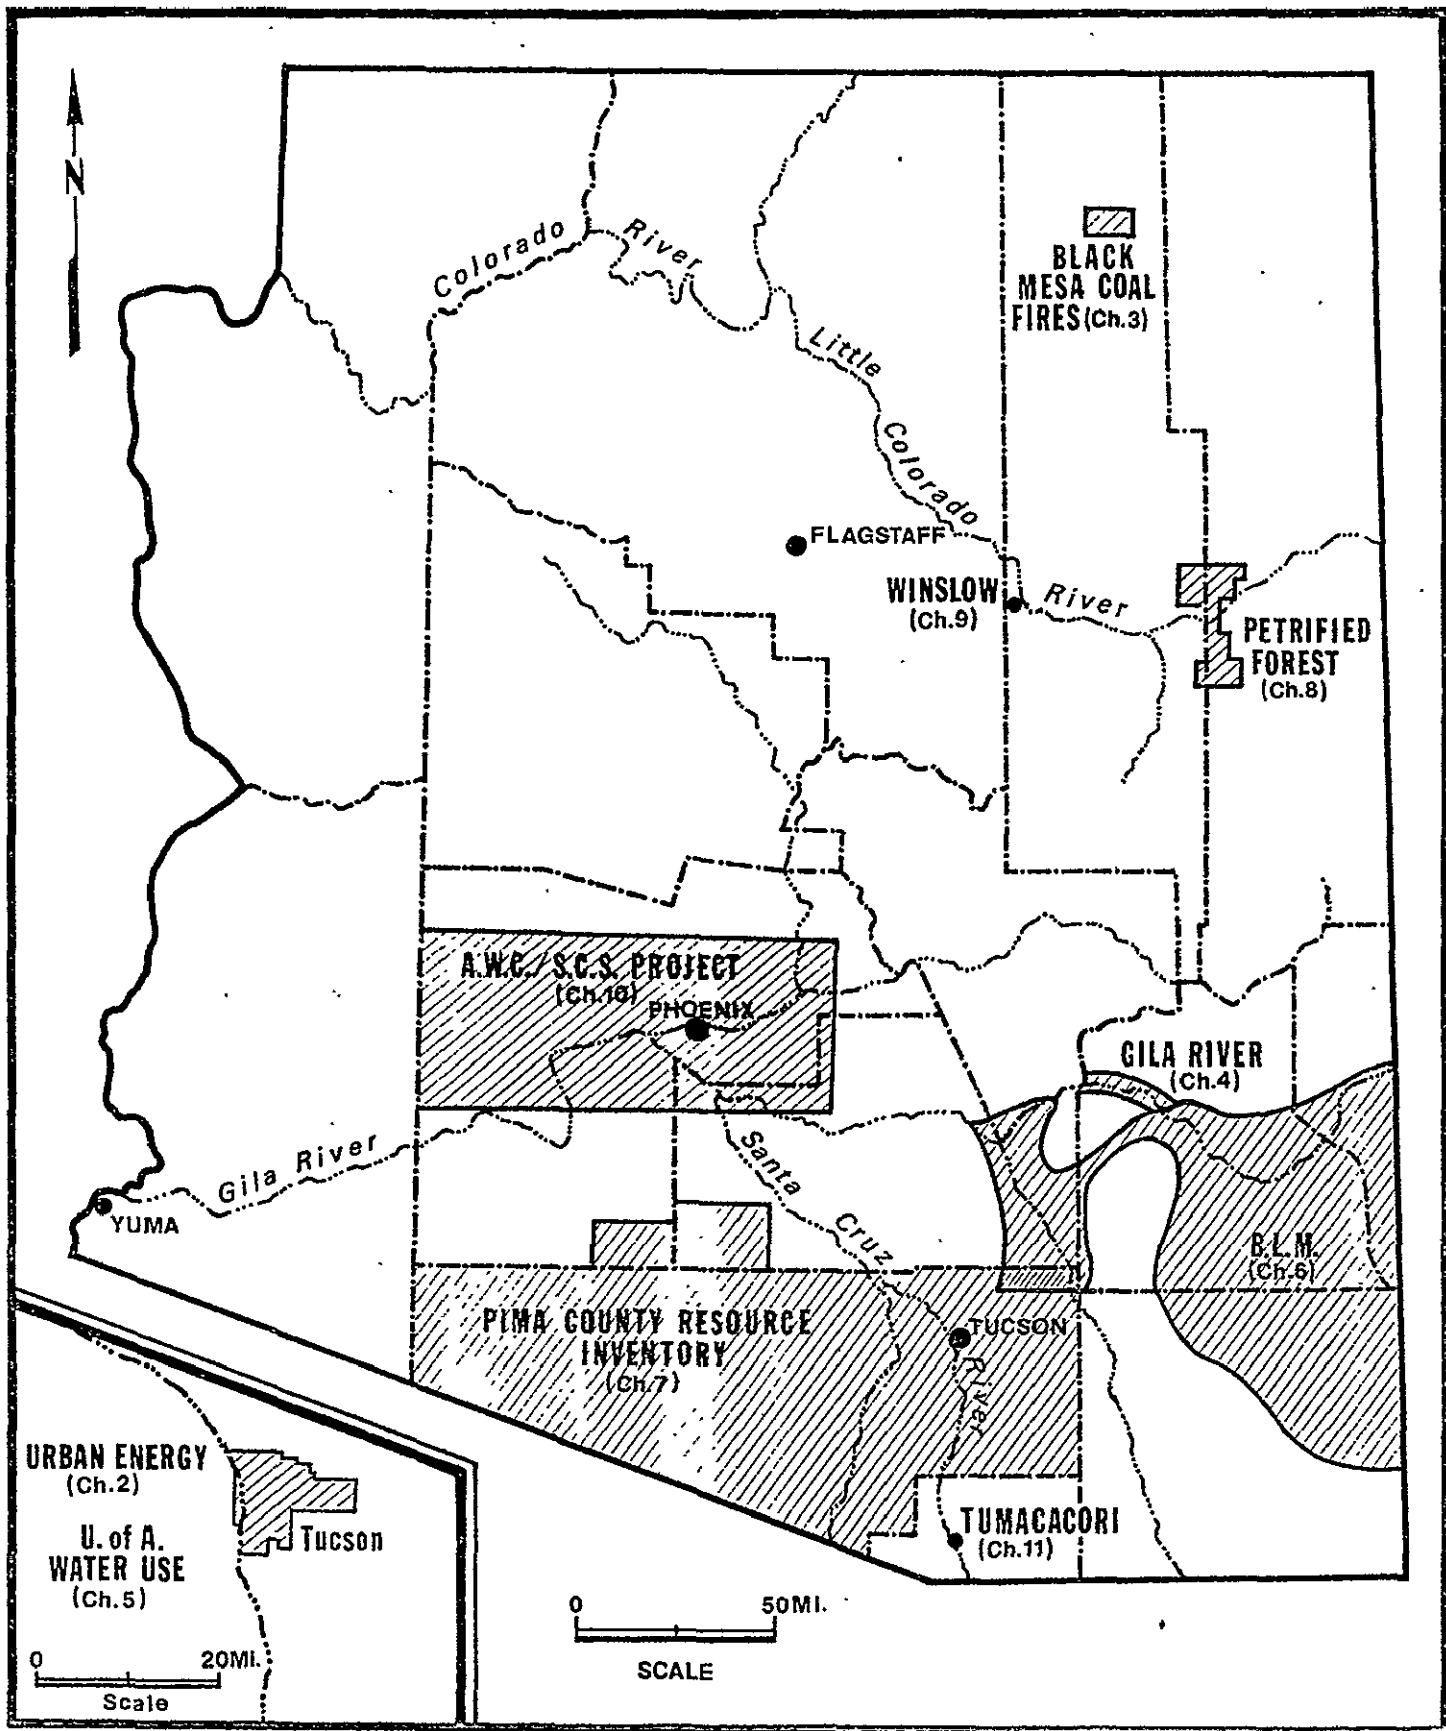 N
Colorado River
BLACK
MESA COAL
FIRES (Ch.3)
Little
Colorado
River
FLAGSTAFF
WINSLOW
(Ch.9)
PETRIFIED
FOREST
(Ch.8)
A.W.C./S.C.S. PROJECT
(Ch.10)
PHOENIX
GILA RIVER
(Ch.4)
Gila River
Santa
Cruz
River
YUMA
B.L.M.
(Ch.6)
PIMA COUNTY RESOURCE
INVENTORY
(Ch.7)
TUCSON
TUMACACORI
(Ch.11)
URBAN ENERGY
(Ch.2)
U. of A.
WATER USE
(Ch.5)
Tucson
0 20MI.
Scale
0 50MI.
SCALE